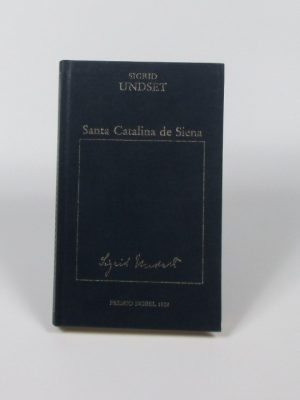 SIGRID
UNDSET
Santa Catalina de Siena
Sigrid Undset
PREMIO NOBEL 1928